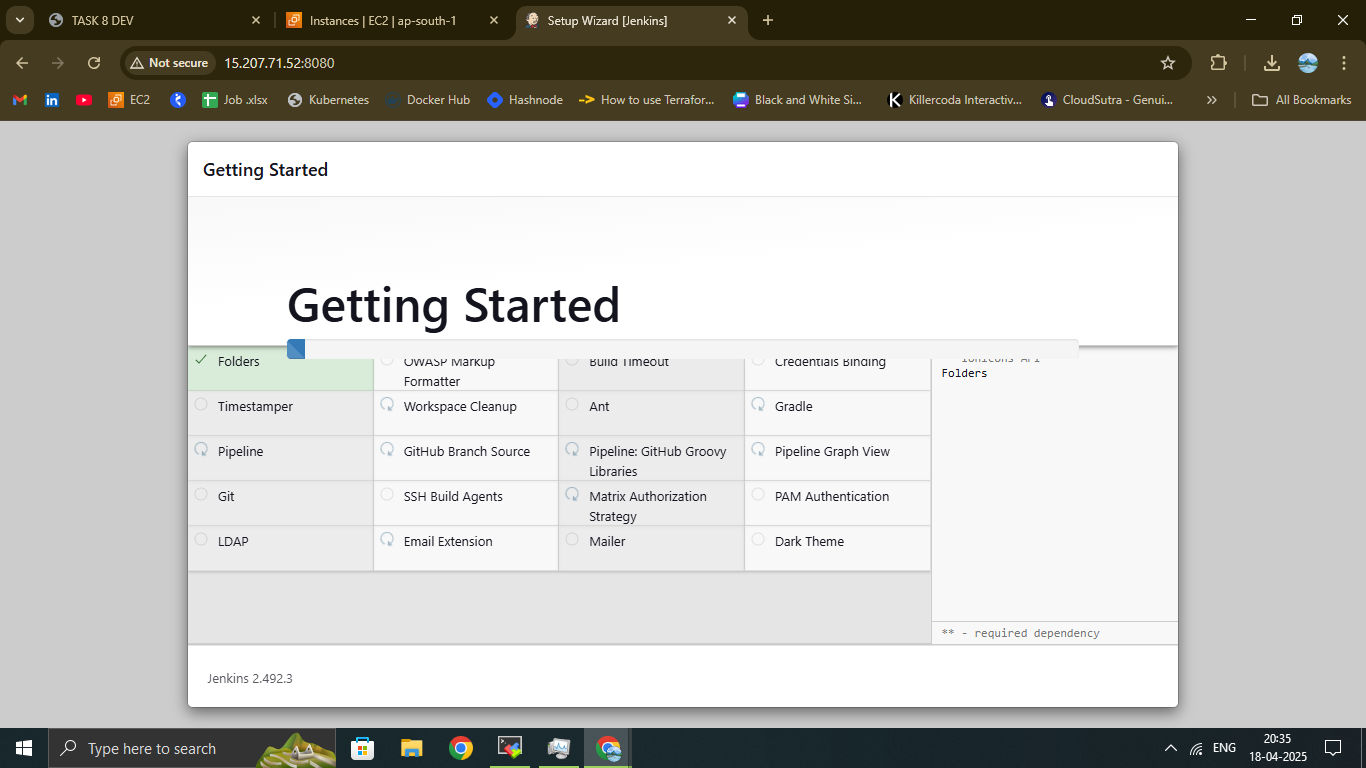 TASK 8 DEV
Instances | EC2 | ap-south-1
Setup Wizard [Jenkins]
Not secure
15.207.71.52:8080
EC2
Job .xlsx
Kubernetes
Docker Hub
Hashnode
How to use Terrafor...
Black and White Si...
Killercoda Interactiv...
CloudSutra - Genui...
»
All Bookmarks
Getting Started
Getting Started
Folders
OWASP Markup
Formatter
Build Timeout
Credentials Binding
Ionicons API
Folders
Timestamper
Workspace Cleanup
Ant
Gradle
Pipeline
GitHub Branch Source
Pipeline: GitHub Groovy
Libraries
Pipeline Graph View
Git
SSH Build Agents
Matrix Authorization
Strategy
PAM Authentication
LDAP
Email Extension
Mailer
Dark Theme
** - required dependency
Jenkins 2.492.3
Type here to search
ENG
20:35
18-04-2025